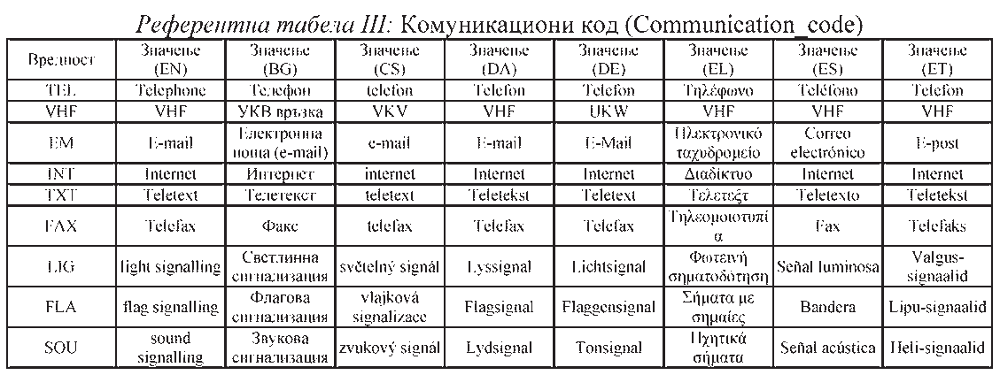 Референтна табела III: Комуникациони код (Communication_code)
Вредност | Значење (EN) | Значење (BG) | Значење (CS) | Значење (DA) | Значење (DE) | Значење (EL) | Значење (ES) | Значење (ET)
TEL | Telephone | Телефон | telefon | Telefon | Telefon | Τηλέφωνο | Teléfono | Telefon
VHF | VHF | УКВ връзка | VKV | VHF | UKW | VHF | VHF | VHF
EM | E-mail | Електронна поща (e-mail) | e-mail | E-mail | E-Mail | Ηλεκτρονικό ταχυδρομείο | Correo electrónico | E-post
INT | Internet | Интернет | internet | Internet | Internet | Διαδίκτυο | Internet | Internet
TXT | Teletext | Телетекст | teletext | Teletekst | Teletext | Τελετεξτ | Teletexto | Teletekst
FAX | Telefax | Факс | telefax | Telefax | Telefax | Τηλεομοιοτυπία | Fax | Telefaks
LIG | light signalling | Светлинна сигнализация | světelný signál | Lyssignal | Lichtsignal | Φωτεινή σηματοδότηση | Señal luminosa | Valgus-signaalid
FLA | flag signalling | Флагова сигнализация | vlajková signalizace | Flagsignal | Flaggensignal | Σήματα με σημαίες | Bandera | Lipu-signaalid
SOU | sound signalling | Звукова сигнализация | zvukový signál | Lydsignal | Tonsignal | Ηχητικά σήματα | Señal acústica | Heli-signaalid